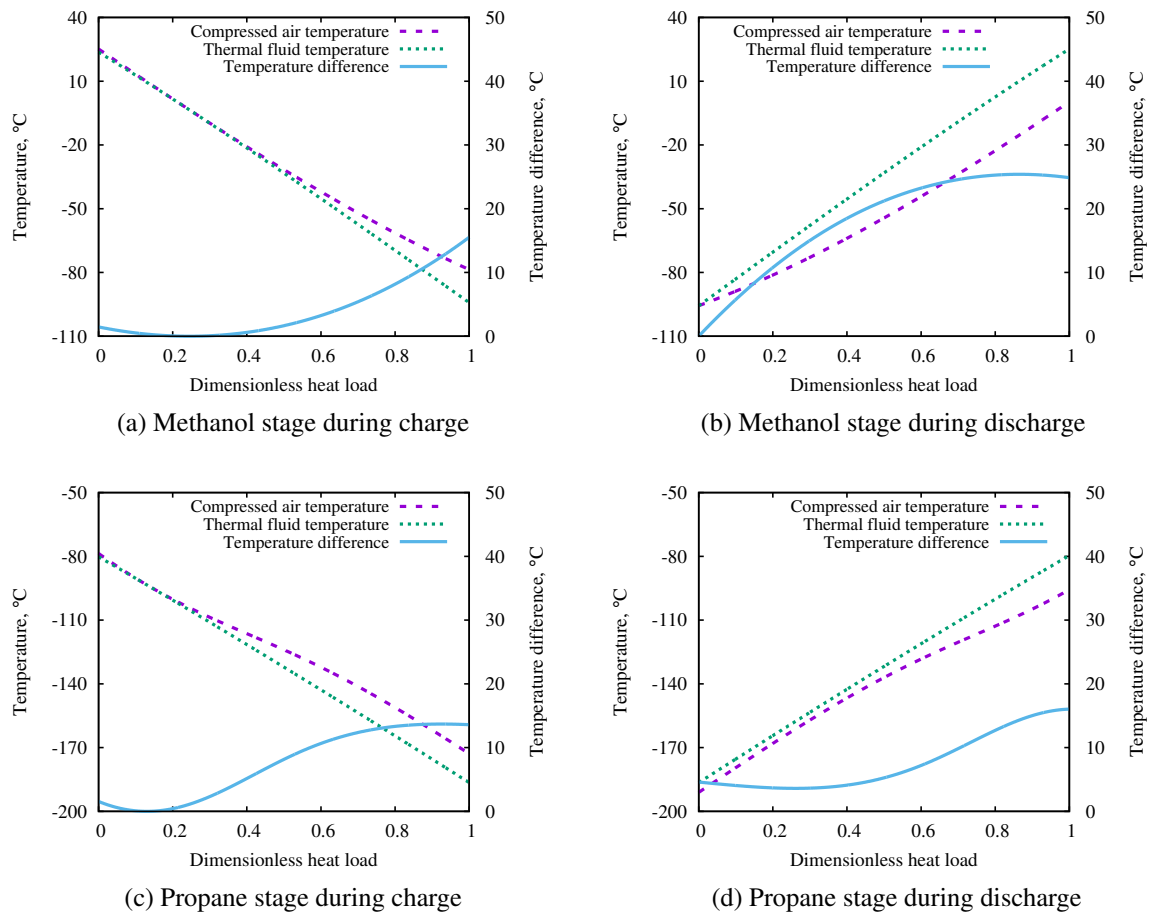 Compressed air temperature
Thermal fluid temperature
Temperature difference
40
10
-20
-50
-80
-110
50
40
30
20
10
0
0 0.2 0.4 0.6 0.8 1
Temperature, °C
Temperature difference, °C
Dimensionless heat load
(a) Methanol stage during charge
Compressed air temperature
Thermal fluid temperature
Temperature difference
40
10
-20
-50
-80
-110
50
40
30
20
10
0
0 0.2 0.4 0.6 0.8 1
Temperature, °C
Temperature difference, °C
Dimensionless heat load
(b) Methanol stage during discharge
Compressed air temperature
Thermal fluid temperature
Temperature difference
-50
-80
-110
-140
-170
-200
50
40
30
20
10
0
0 0.2 0.4 0.6 0.8 1
Temperature, °C
Temperature difference, °C
Dimensionless heat load
(c) Propane stage during charge
Compressed air temperature
Thermal fluid temperature
Temperature difference
-50
-80
-110
-140
-170
-200
50
40
30
20
10
0
0 0.2 0.4 0.6 0.8 1
Temperature, °C
Temperature difference, °C
Dimensionless heat load
(d) Propane stage during discharge